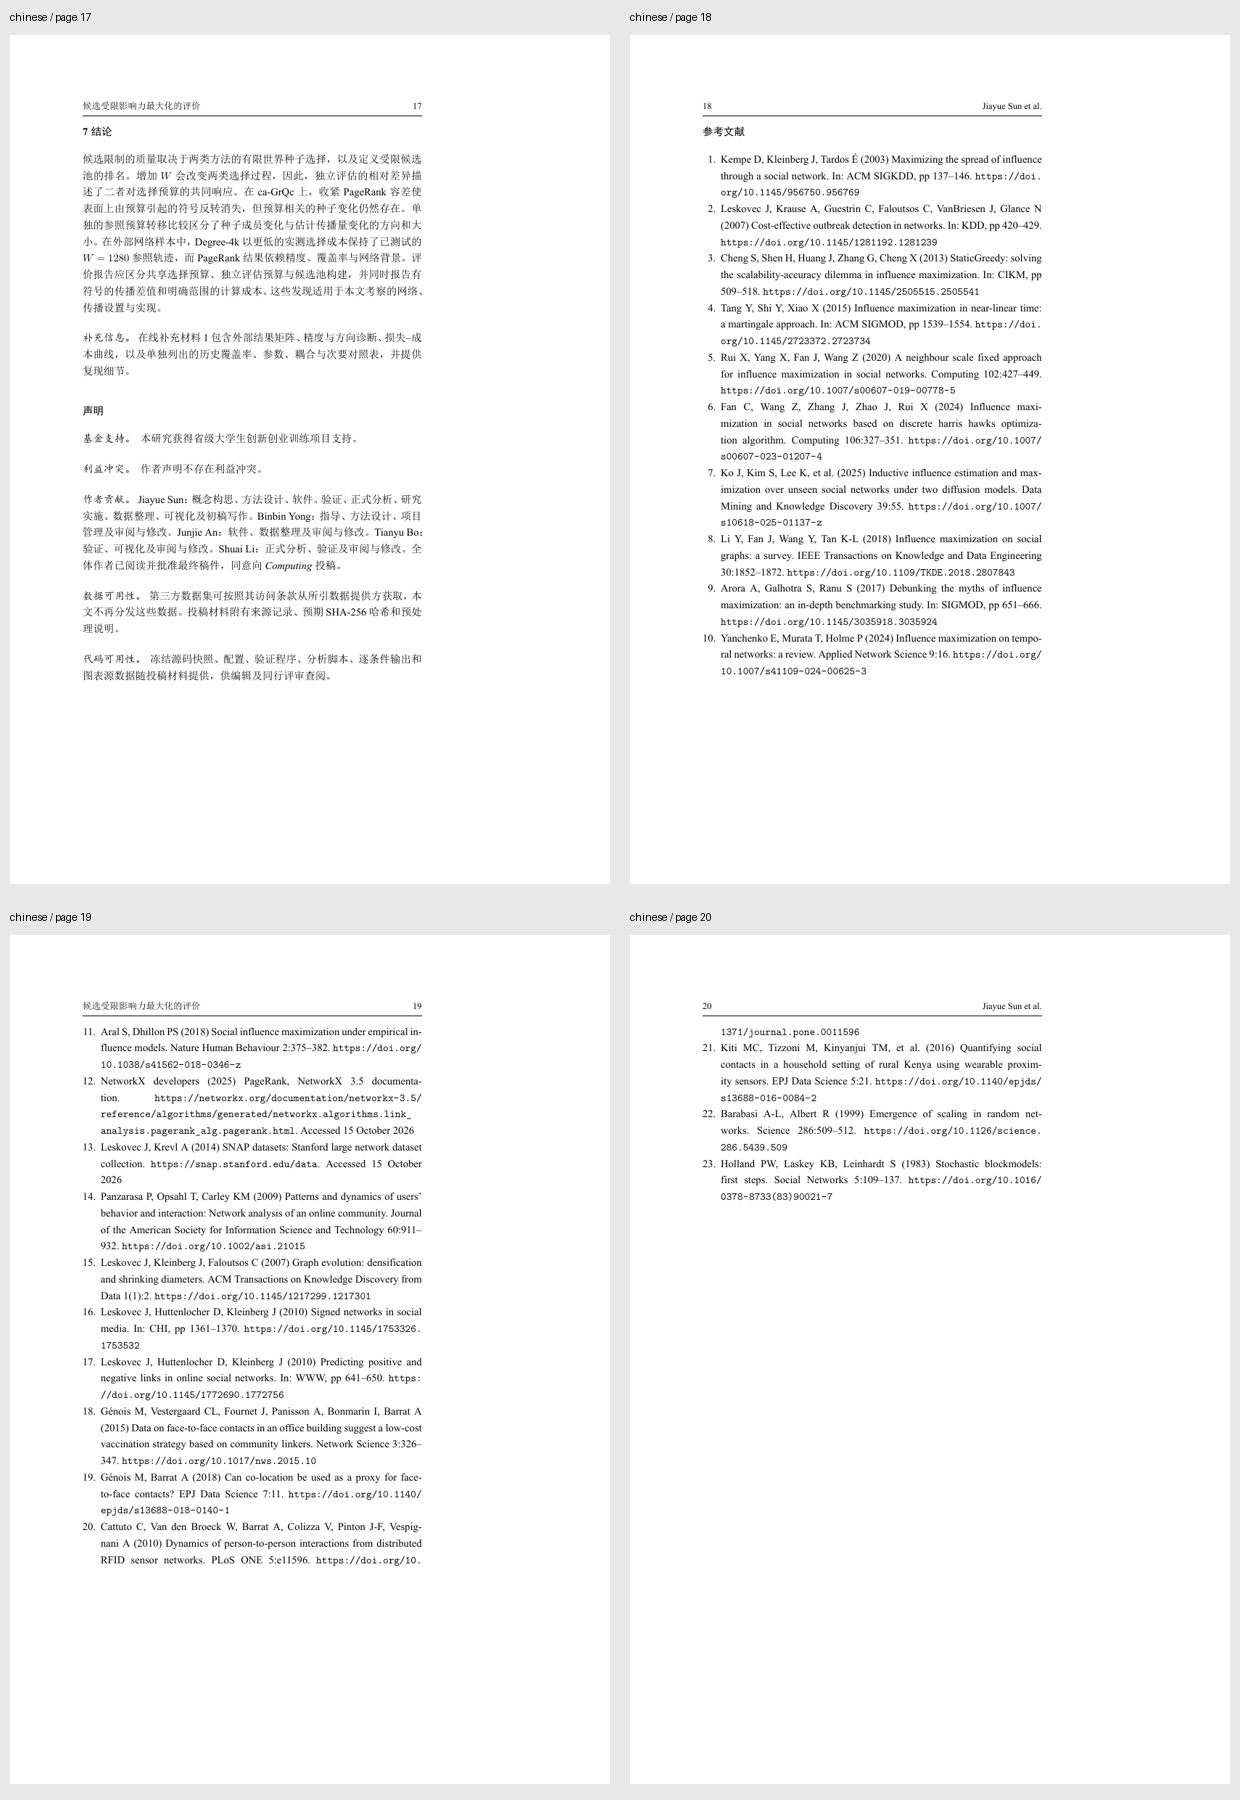 chinese / page 17
候选受限影响力最大化的评价 17
7 结论
候选限制的质量取决于两类方法的有限世界种子选择，以及定义受限候选
池的排名。增加 W 会改变两类选择过程，因此，独立评估的相对差异描
述了二者对选择预算的共同响应。在 ca-GrQc 上，收紧 PageRank 容差使
表面上由预算引起的符号反转消失，但预算相关的种子变化仍然存在。单
独的参照预算转移比较区分了种子成员变化与估计传播量变化的方向和大
小。在外部网络样本中，Degree-4k 以更低的实测选择成本保持了已测试的
W = 1280 参照轨迹，而 PageRank 结果依赖精度、覆盖率与网络背景。评
价报告应区分共享选择预算、独立评估预算与候选池构建，并同时报告有
符号的传播差值和明确范围的计算成本。这些发现适用于本文考察的网络、
传播设置与实现。
补充信息。 在线补充材料 1 包含外部结果矩阵、精度与方向诊断、损失–成
本曲线，以及单独列出的历史覆盖率、参数、耦合与次要对照表，并提供
复现细节。
声明
基金支持。 本研究获得省级大学生创新创业训练项目支持。
利益冲突。 作者声明不存在利益冲突。
作者贡献。 Jiayue Sun：概念构思、方法设计、软件、验证、正式分析、研究
实施、数据整理、可视化及初稿写作。Binbin Yong：指导、方法设计、项目
管理及审阅与修改。Junjie An：软件、数据整理及审阅与修改。Tianyu Bo：
验证、可视化及审阅与修改。Shuai Li：正式分析、验证及审阅与修改。全
体作者已阅读并批准最终稿件，同意向 Computing 投稿。
数据可用性。 第三方数据集可按照其访问条款从所引数据提供方获取，本
文不再分发这些数据。投稿材料附有来源记录、预期 SHA-256 哈希和预处
理说明。
代码可用性。 冻结源码快照、配置、验证程序、分析脚本、逐条件输出和
图表源数据随投稿材料提供，供编辑及同行评审查阅。
chinese / page 18
18 Jiayue Sun et al.
参考文献
1. Kempe D, Kleinberg J, Tardos É (2003) Maximizing the spread of influence
through a social network. In: ACM SIGKDD, pp 137–146. https://doi.
org/10.1145/956750.956769
2. Leskovec J, Krause A, Guestrin C, Faloutsos C, VanBriesen J, Glance N
(2007) Cost-effective outbreak detection in networks. In: KDD, pp 420–429.
https://doi.org/10.1145/1281192.1281239
3. Cheng S, Shen H, Huang J, Zhang G, Cheng X (2013) StaticGreedy: solving
the scalability-accuracy dilemma in influence maximization. In: CIKM, pp
509–518. https://doi.org/10.1145/2505515.2505541
4. Tang Y, Shi Y, Xiao X (2015) Influence maximization in near-linear time:
a martingale approach. In: ACM SIGMOD, pp 1539–1554. https://doi.
org/10.1145/2723372.2723734
5. Rui X, Yang X, Fan J, Wang Z (2020) A neighbour scale fixed approach
for influence maximization in social networks. Computing 102:427–449.
https://doi.org/10.1007/s00607-019-00778-5
6. Fan C, Wang Z, Zhang J, Zhao J, Rui X (2024) Influence maxi-
mization in social networks based on discrete harris hawks optimiza-
tion algorithm. Computing 106:327–351. https://doi.org/10.1007/
s00607-023-01207-4
7. Ko J, Kim S, Lee K, et al. (2025) Inductive influence estimation and max-
imization over unseen social networks under two diffusion models. Data
Mining and Knowledge Discovery 39:55. https://doi.org/10.1007/
s10618-025-01137-z
8. Li Y, Fan J, Wang Y, Tan K-L (2018) Influence maximization on social
graphs: a survey. IEEE Transactions on Knowledge and Data Engineering
30:1852–1872. https://doi.org/10.1109/TKDE.2018.2807843
9. Arora A, Galhotra S, Ranu S (2017) Debunking the myths of influence
maximization: an in-depth benchmarking study. In: SIGMOD, pp 651–666.
https://doi.org/10.1145/3035918.3035924
10. Yanchenko E, Murata T, Holme P (2024) Influence maximization on tempo-
ral networks: a review. Applied Network Science 9:16. https://doi.org/
10.1007/s41109-024-00625-3
chinese / page 19
候选受限影响力最大化的评价 19
11. Aral S, Dhillon PS (2018) Social influence maximization under empirical in-
fluence models. Nature Human Behaviour 2:375–382. https://doi.org/
10.1038/s41562-018-0346-z
12. NetworkX developers (2025) PageRank, NetworkX 3.5 documenta-
tion. https://networkx.org/documentation/networkx-3.5/
reference/algorithms/generated/networkx.algorithms.link_
analysis.pagerank_alg.pagerank.html. Accessed 15 October 2026
13. Leskovec J, Krevl A (2014) SNAP datasets: Stanford large network dataset
collection. https://snap.stanford.edu/data. Accessed 15 October
2026
14. Panzarasa P, Opsahl T, Carley KM (2009) Patterns and dynamics of users’
behavior and interaction: Network analysis of an online community. Journal
of the American Society for Information Science and Technology 60:911–
932. https://doi.org/10.1002/asi.21015
15. Leskovec J, Kleinberg J, Faloutsos C (2007) Graph evolution: densification
and shrinking diameters. ACM Transactions on Knowledge Discovery from
Data 1(1):2. https://doi.org/10.1145/1217299.1217301
16. Leskovec J, Huttenlocher D, Kleinberg J (2010) Signed networks in social
media. In: CHI, pp 1361–1370. https://doi.org/10.1145/1753326.
1753532
17. Leskovec J, Huttenlocher D, Kleinberg J (2010) Predicting positive and
negative links in online social networks. In: WWW, pp 641–650. https:
//doi.org/10.1145/1772690.1772756
18. Génois M, Vestergaard CL, Fournet J, Panisson A, Bonmarin I, Barrat A
(2015) Data on face-to-face contacts in an office building suggest a low-cost
vaccination strategy based on community linkers. Network Science 3:326–
347. https://doi.org/10.1017/nws.2015.10
19. Génois M, Barrat A (2018) Can co-location be used as a proxy for face-
to-face contacts? EPJ Data Science 7:11. https://doi.org/10.1140/
epjds/s13688-018-0140-1
20. Cattuto C, Van den Broeck W, Barrat A, Colizza V, Pinton J-F, Vespig-
nani A (2010) Dynamics of person-to-person interactions from distributed
RFID sensor networks. PLoS ONE 5:e11596. https://doi.org/10.
chinese / page 20
20 Jiayue Sun et al.
1371/journal.pone.0011596
21. Kiti MC, Tizzoni M, Kinyanjui TM, et al. (2016) Quantifying social
contacts in a household setting of rural Kenya using wearable proxim-
ity sensors. EPJ Data Science 5:21. https://doi.org/10.1140/epjds/
s13688-016-0084-2
22. Barabasi A-L, Albert R (1999) Emergence of scaling in random net-
works. Science 286:509–512. https://doi.org/10.1126/science.
286.5439.509
23. Holland PW, Laskey KB, Leinhardt S (1983) Stochastic blockmodels:
first steps. Social Networks 5:109–137. https://doi.org/10.1016/
0378-8733(83)90021-7